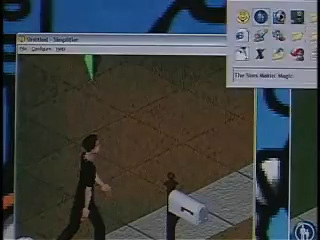 Untitled - Simplifier
File Configure Help
The Sims Makin' Magic